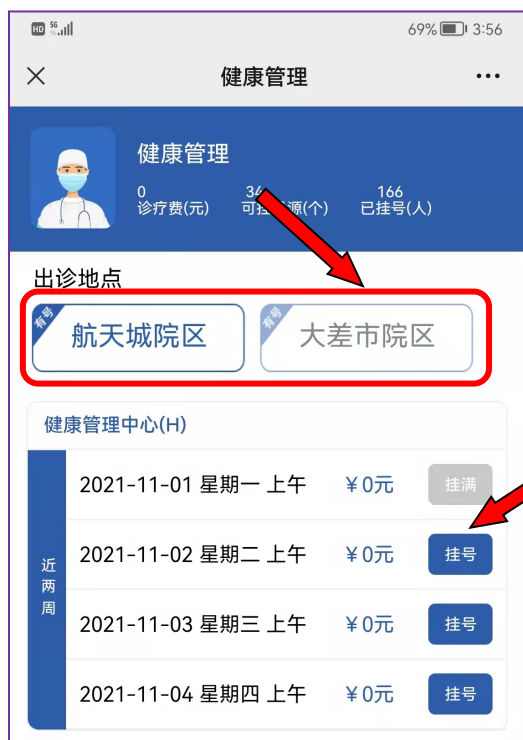 HD 5G 69% 3:56
健康管理
健康管理
0 34 166
诊疗费(元) 可挂号源(个) 已挂号(人)
出诊地点
有号 航天城院区 有号 大差市院区
健康管理中心(H)
近两周
2021-11-01 星期一 上午 ¥0元 挂满
2021-11-02 星期二 上午 ¥0元 挂号
2021-11-03 星期三 上午 ¥0元 挂号
2021-11-04 星期四 上午 ¥0元 挂号